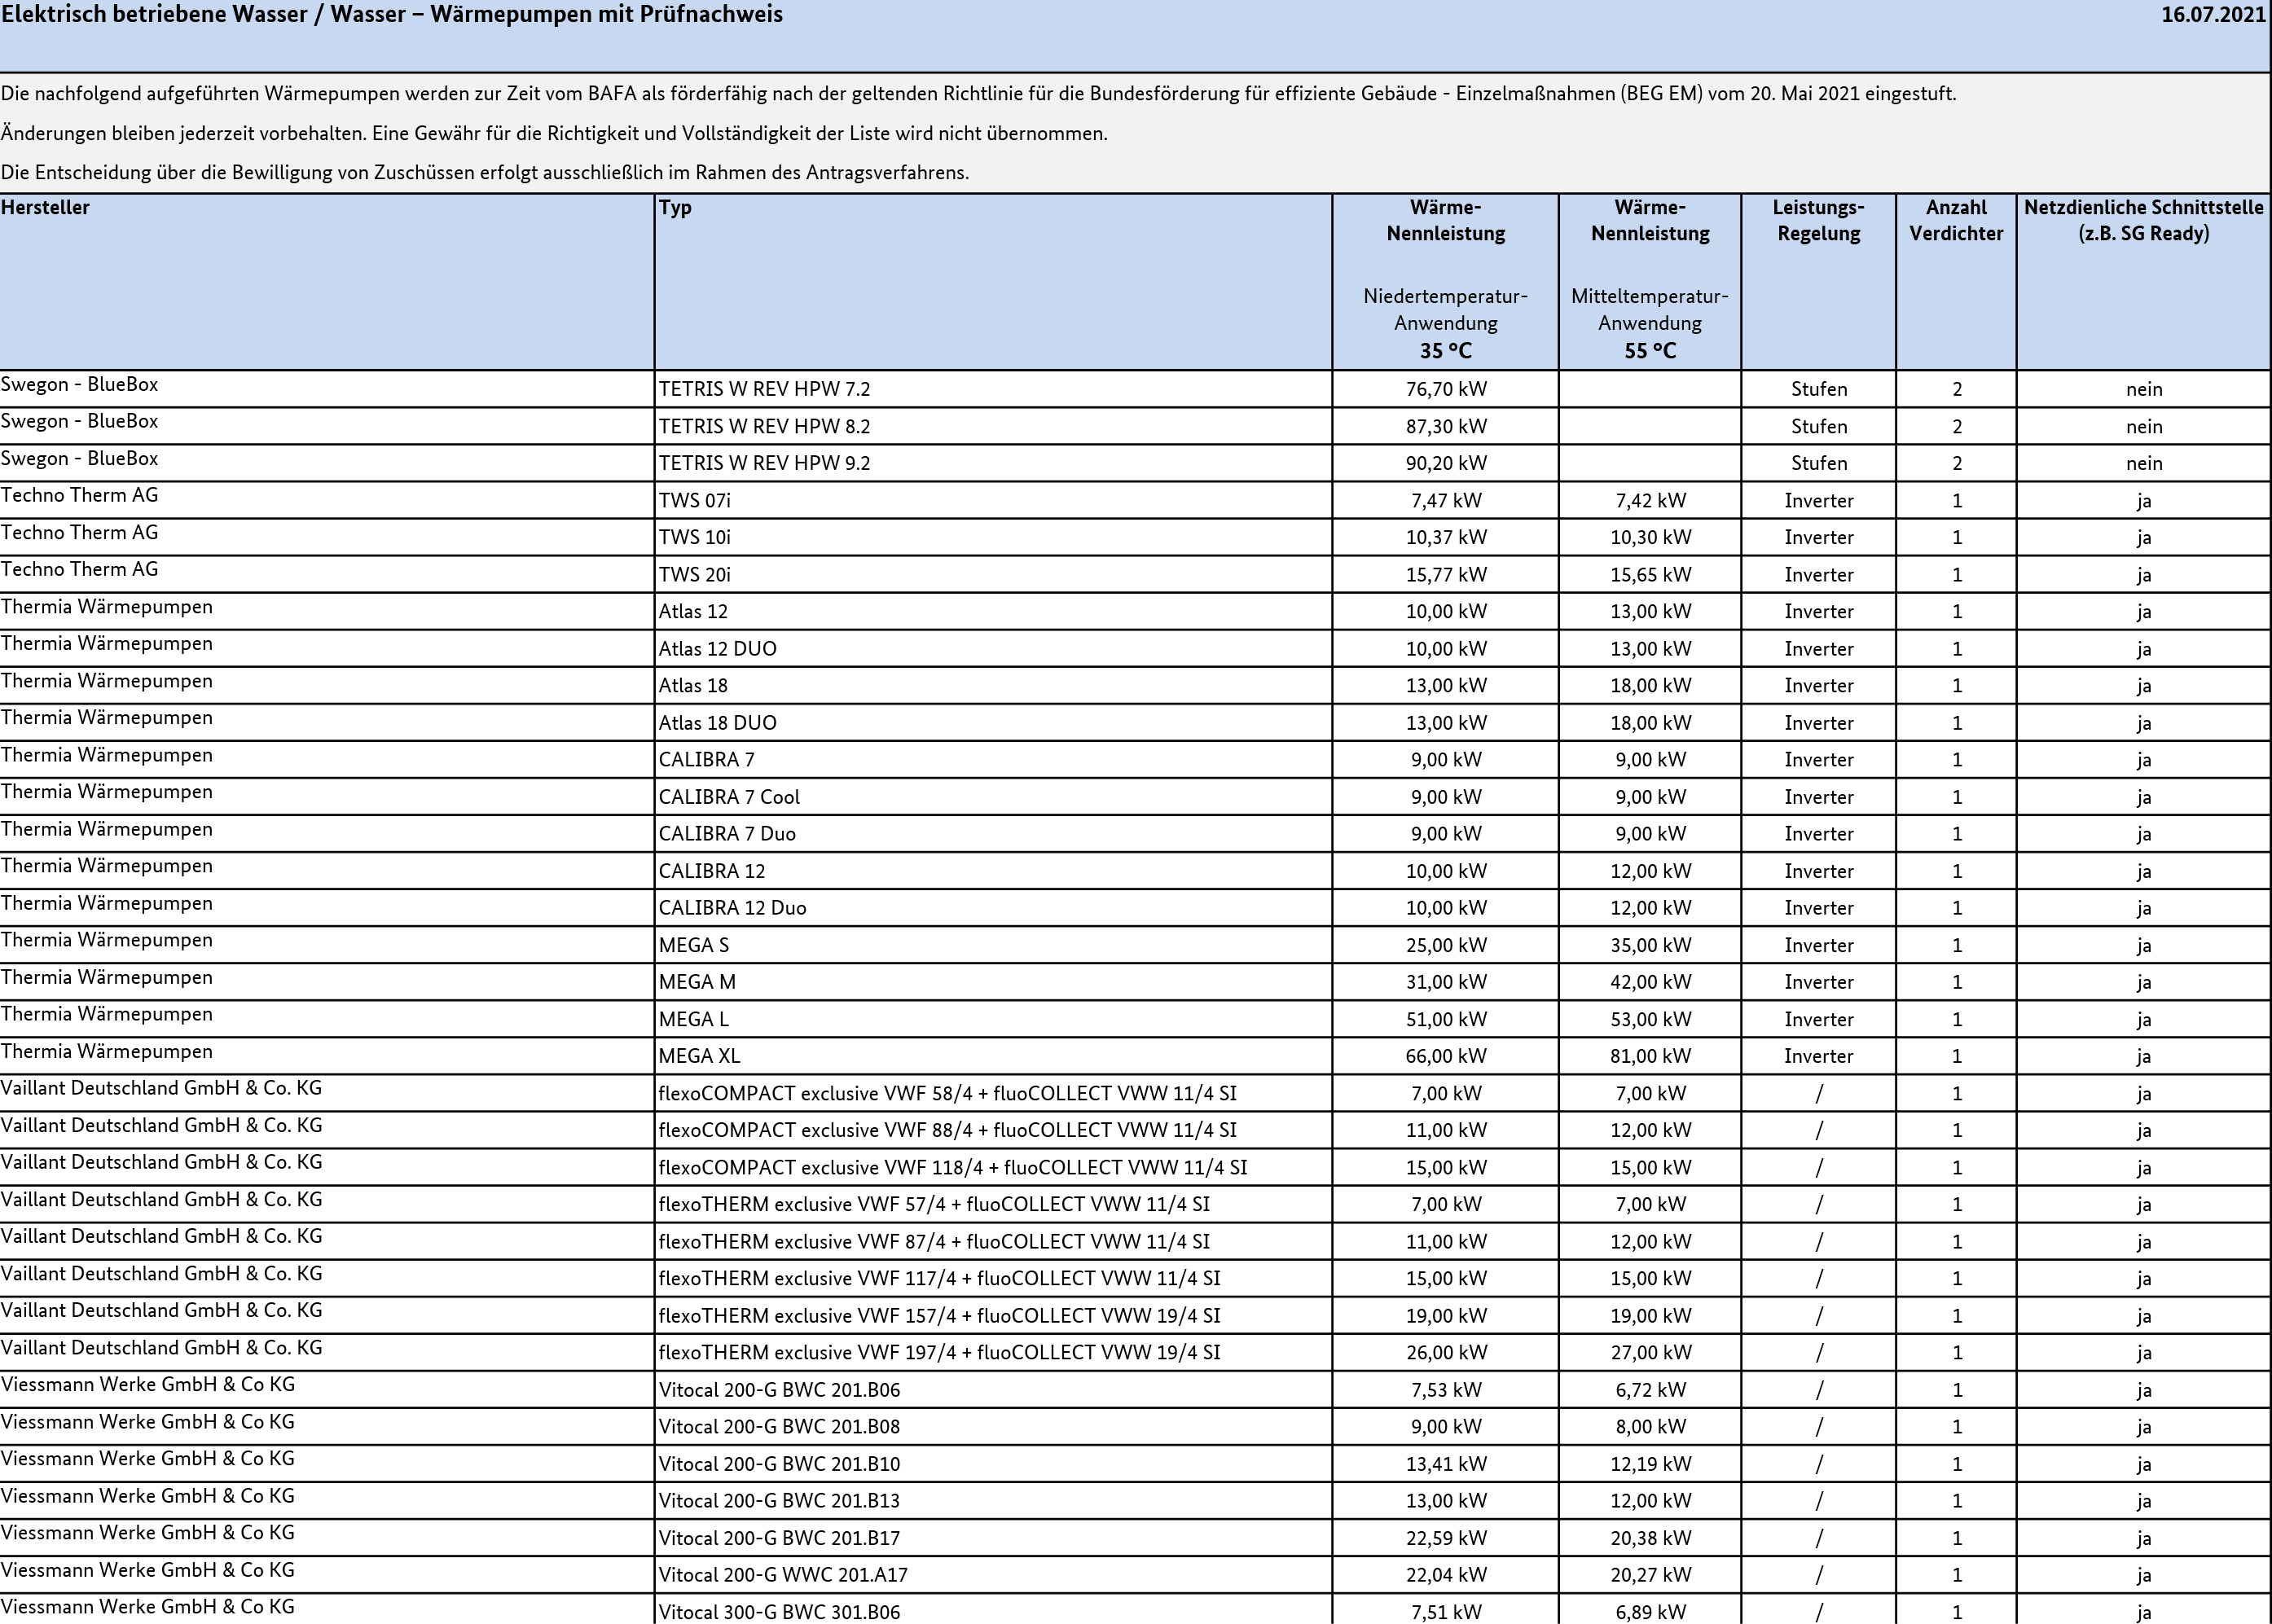 Elektrisch betriebene Wasser / Wasser – Wärmepumpen mit Prüfnachweis 16.07.2021
Die nachfolgend aufgeführten Wärmepumpen werden zur Zeit vom BAFA als förderfähig nach der geltenden Richtlinie für die Bundesförderung für effiziente Gebäude - Einzelmaßnahmen (BEG EM) vom 20. Mai 2021 eingestuft.
Änderungen bleiben jederzeit vorbehalten. Eine Gewähr für die Richtigkeit und Vollständigkeit der Liste wird nicht übernommen.
Die Entscheidung über die Bewilligung von Zuschüssen erfolgt ausschließlich im Rahmen des Antragsverfahrens.
Hersteller Typ Wärme- Wärme- Leistungs- Anzahl Netzdienliche Schnittstelle
Nennleistung Nennleistung Regelung Verdichter (z.B. SG Ready)
Niedertemperatur- Mitteltemperatur-
Anwendung Anwendung
35 °C 55 °C
Swegon - BlueBox TETRIS W REV HPW 7.2 76,70 kW Stufen 2 nein
Swegon - BlueBox TETRIS W REV HPW 8.2 87,30 kW Stufen 2 nein
Swegon - BlueBox TETRIS W REV HPW 9.2 90,20 kW Stufen 2 nein
Techno Therm AG TWS 07i 7,47 kW 7,42 kW Inverter 1 ja
Techno Therm AG TWS 10i 10,37 kW 10,30 kW Inverter 1 ja
Techno Therm AG TWS 20i 15,77 kW 15,65 kW Inverter 1 ja
Thermia Wärmepumpen Atlas 12 10,00 kW 13,00 kW Inverter 1 ja
Thermia Wärmepumpen Atlas 12 DUO 10,00 kW 13,00 kW Inverter 1 ja
Thermia Wärmepumpen Atlas 18 13,00 kW 18,00 kW Inverter 1 ja
Thermia Wärmepumpen Atlas 18 DUO 13,00 kW 18,00 kW Inverter 1 ja
Thermia Wärmepumpen CALIBRA 7 9,00 kW 9,00 kW Inverter 1 ja
Thermia Wärmepumpen CALIBRA 7 Cool 9,00 kW 9,00 kW Inverter 1 ja
Thermia Wärmepumpen CALIBRA 7 Duo 9,00 kW 9,00 kW Inverter 1 ja
Thermia Wärmepumpen CALIBRA 12 10,00 kW 12,00 kW Inverter 1 ja
Thermia Wärmepumpen CALIBRA 12 Duo 10,00 kW 12,00 kW Inverter 1 ja
Thermia Wärmepumpen MEGA S 25,00 kW 35,00 kW Inverter 1 ja
Thermia Wärmepumpen MEGA M 31,00 kW 42,00 kW Inverter 1 ja
Thermia Wärmepumpen MEGA L 51,00 kW 53,00 kW Inverter 1 ja
Thermia Wärmepumpen MEGA XL 66,00 kW 81,00 kW Inverter 1 ja
Vaillant Deutschland GmbH & Co. KG flexoCOMPACT exclusive VWF 58/4 + fluoCOLLECT VWW 11/4 SI 7,00 kW 7,00 kW / 1 ja
Vaillant Deutschland GmbH & Co. KG flexoCOMPACT exclusive VWF 88/4 + fluoCOLLECT VWW 11/4 SI 11,00 kW 12,00 kW / 1 ja
Vaillant Deutschland GmbH & Co. KG flexoCOMPACT exclusive VWF 118/4 + fluoCOLLECT VWW 11/4 SI 15,00 kW 15,00 kW / 1 ja
Vaillant Deutschland GmbH & Co. KG flexoTHERM exclusive VWF 57/4 + fluoCOLLECT VWW 11/4 SI 7,00 kW 7,00 kW / 1 ja
Vaillant Deutschland GmbH & Co. KG flexoTHERM exclusive VWF 87/4 + fluoCOLLECT VWW 11/4 SI 11,00 kW 12,00 kW / 1 ja
Vaillant Deutschland GmbH & Co. KG flexoTHERM exclusive VWF 117/4 + fluoCOLLECT VWW 11/4 SI 15,00 kW 15,00 kW / 1 ja
Vaillant Deutschland GmbH & Co. KG flexoTHERM exclusive VWF 157/4 + fluoCOLLECT VWW 19/4 SI 19,00 kW 19,00 kW / 1 ja
Vaillant Deutschland GmbH & Co. KG flexoTHERM exclusive VWF 197/4 + fluoCOLLECT VWW 19/4 SI 26,00 kW 27,00 kW / 1 ja
Viessmann Werke GmbH & Co KG Vitocal 200-G BWC 201.B06 7,53 kW 6,72 kW / 1 ja
Viessmann Werke GmbH & Co KG Vitocal 200-G BWC 201.B08 9,00 kW 8,00 kW / 1 ja
Viessmann Werke GmbH & Co KG Vitocal 200-G BWC 201.B10 13,41 kW 12,19 kW / 1 ja
Viessmann Werke GmbH & Co KG Vitocal 200-G BWC 201.B13 13,00 kW 12,00 kW / 1 ja
Viessmann Werke GmbH & Co KG Vitocal 200-G BWC 201.B17 22,59 kW 20,38 kW / 1 ja
Viessmann Werke GmbH & Co KG Vitocal 200-G WWC 201.A17 22,04 kW 20,27 kW / 1 ja
Viessmann Werke GmbH & Co KG Vitocal 300-G BWC 301.B06 7,51 kW 6,89 kW / 1 ja